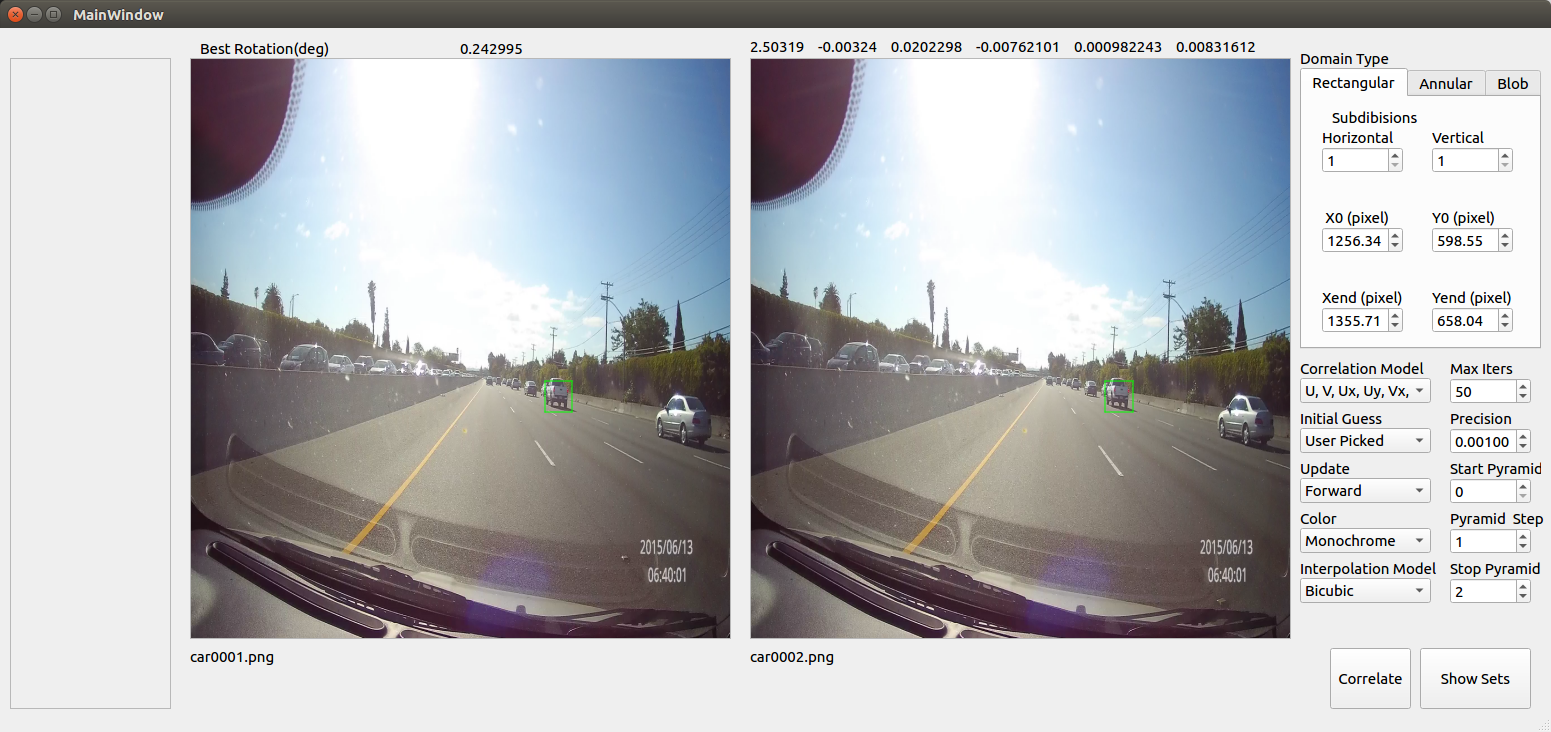 MainWindow
Best Rotation(deg) 0.242995
2.50319 -0.00324 0.0202298 -0.00762101 0.000982243 0.00831612
Domain Type
Rectangular Annular Blob
Subdibisions
Horizontal Vertical
1 1
X0 (pixel) Y0 (pixel)
1256.34 598.55
Xend (pixel) Yend (pixel)
1355.71 658.04
Correlation Model Max Iters
U, V, Ux, Uy, Vx, 50
Initial Guess Precision
User Picked 0.00100
Update Start Pyramid
Forward 0
Color Pyramid Step
Monochrome 1
Interpolation Model Stop Pyramid
Bicubic 2
2015/06/13
06:40:01
2015/06/13
06:40:01
car0001.png
car0002.png
Correlate Show Sets